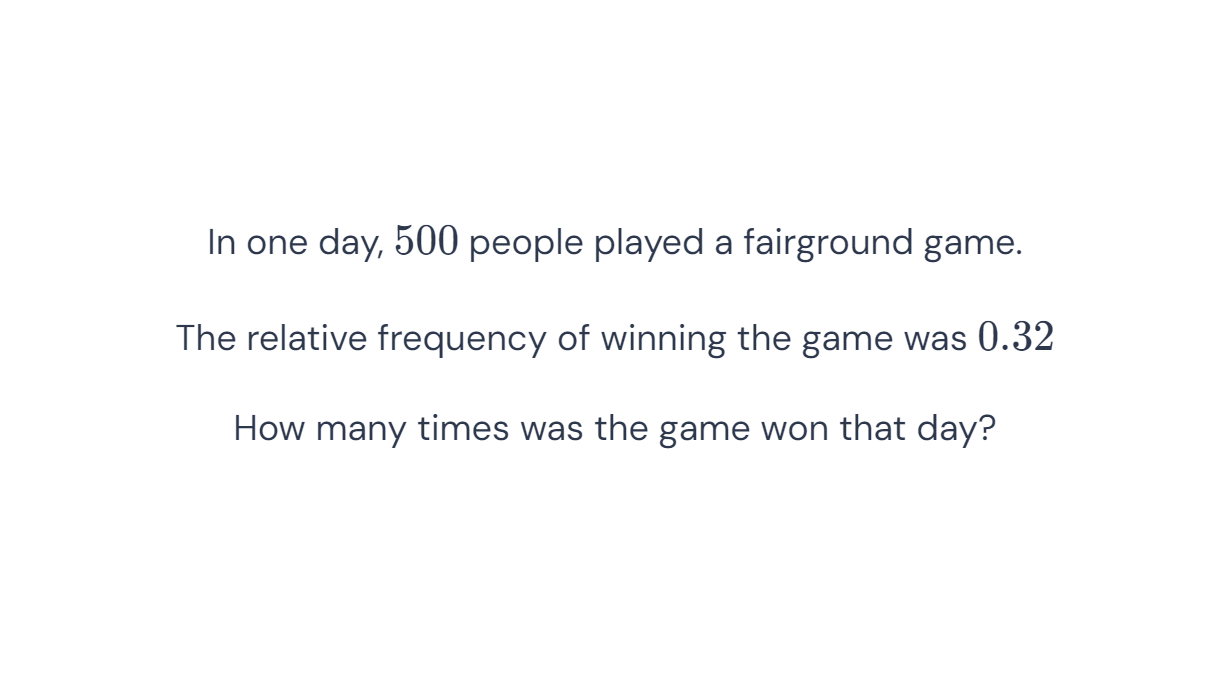 In one day, 500 people played a fairground game.
The relative frequency of winning the game was 0.32
How many times was the game won that day?